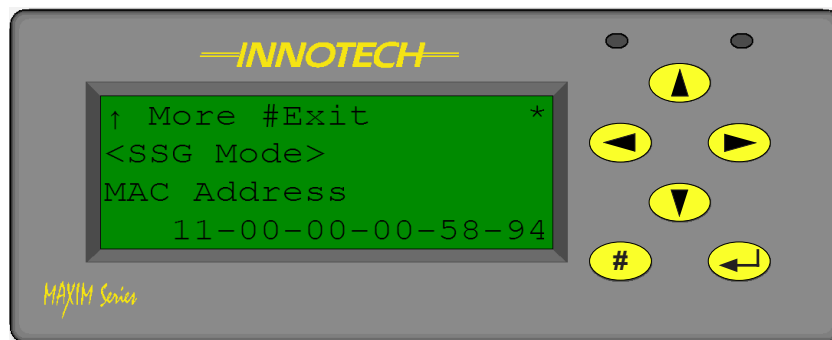 INNOTECH
↑ More #Exit *
<SSG Mode>
MAC Address
11-00-00-00-58-94
#
MAXIM Series